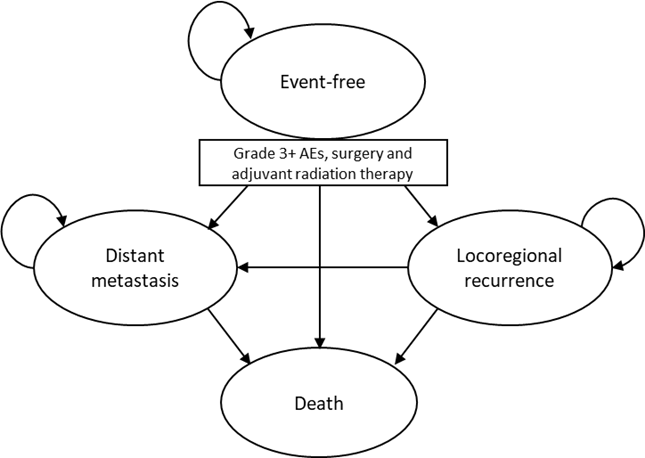 Event-free
Grade 3+ AEs, surgery and
adjuvant radiation therapy
Distant
metastasis
Locoregional
recurrence
Death